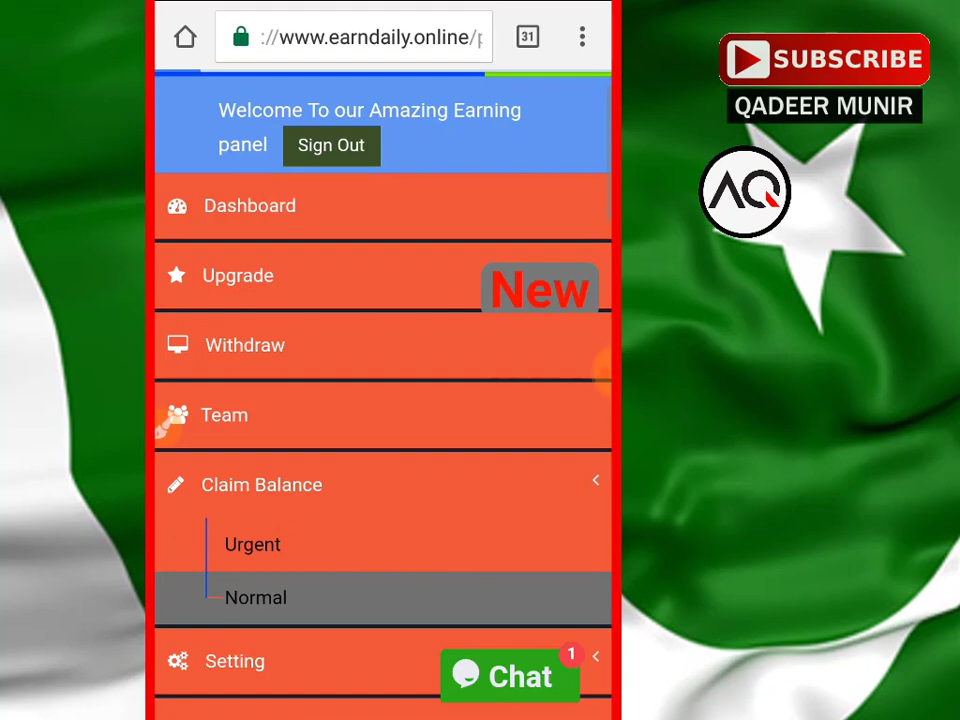 ://www.earndaily.online/p
31
SUBSCRIBE
QADEER MUNIR
AQ
Welcome To our Amazing Earning
panel Sign Out
Dashboard
Upgrade
New
Withdraw
Team
Claim Balance
Urgent
Normal
Setting
Chat 1